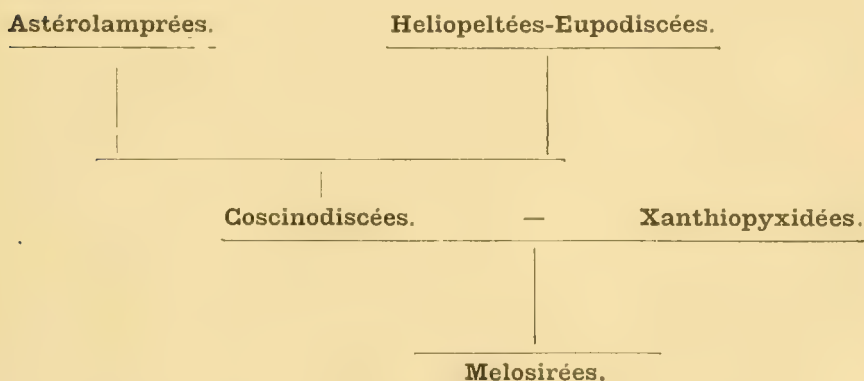 Astérolamprées. Heliopeltées-Eupodiscées.
Coscinodiscées. — Xanthiopyxidées.
Melosirées.